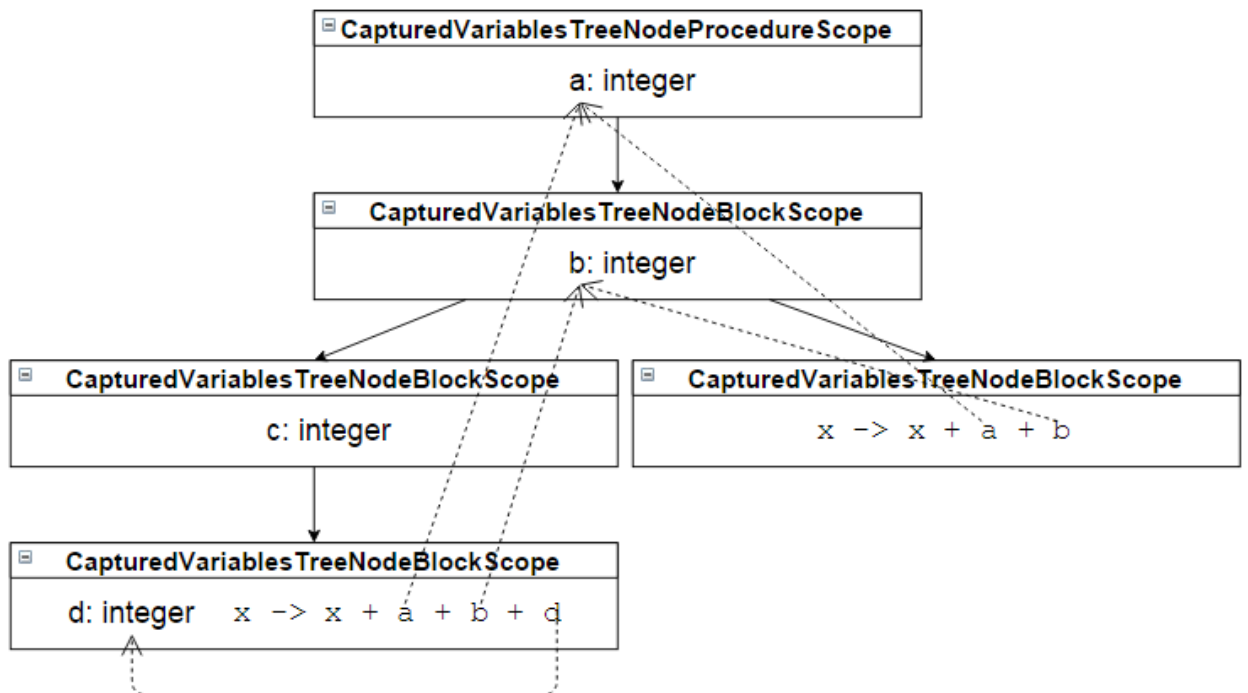 CapturedVariablesTreeNodeProcedureScope
a: integer
CapturedVariablesTreeNodeBlockScope
b: integer
CapturedVariablesTreeNodeBlockScope
c: integer
CapturedVariablesTreeNodeBlockScope
x -> x + a + b
CapturedVariablesTreeNodeBlockScope
d: integer x -> x + a + b + d